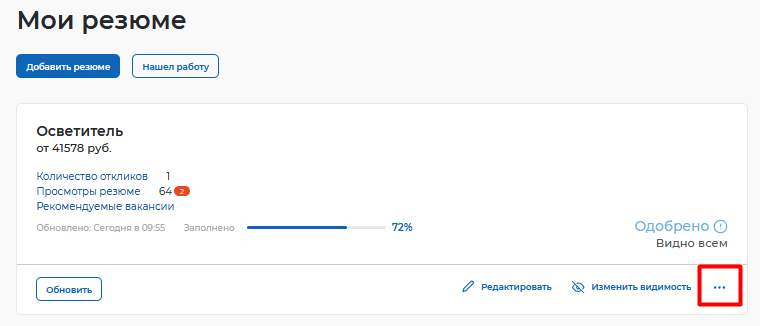 Мои резюме
Добавить резюме Нашел работу
Осветитель
от 41578 руб.
Количество откликов 1
Просмотры резюме 64 2
Рекомендуемые вакансии
Обновлено: Сегодня в 09:55 Заполнено 72%
Одобрено
Видно всем
Обновить Редактировать Изменить видимость ...